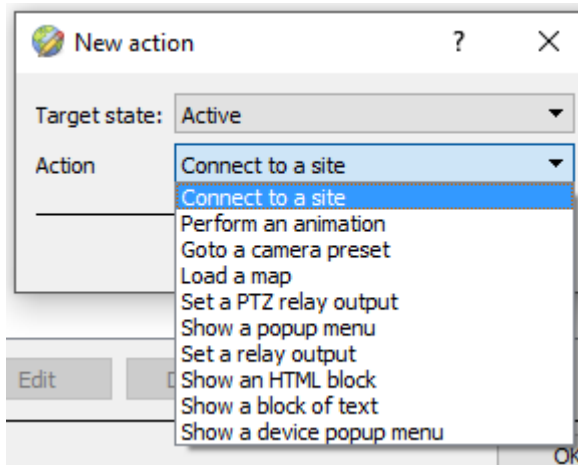 New action ? ✕
Target state: Active
Action Connect to a site
Connect to a site
Perform an animation
Goto a camera preset
Load a map
Set a PTZ relay output
Show a popup menu
Set a relay output
Show an HTML block
Show a block of text
Show a device popup menu
Edit